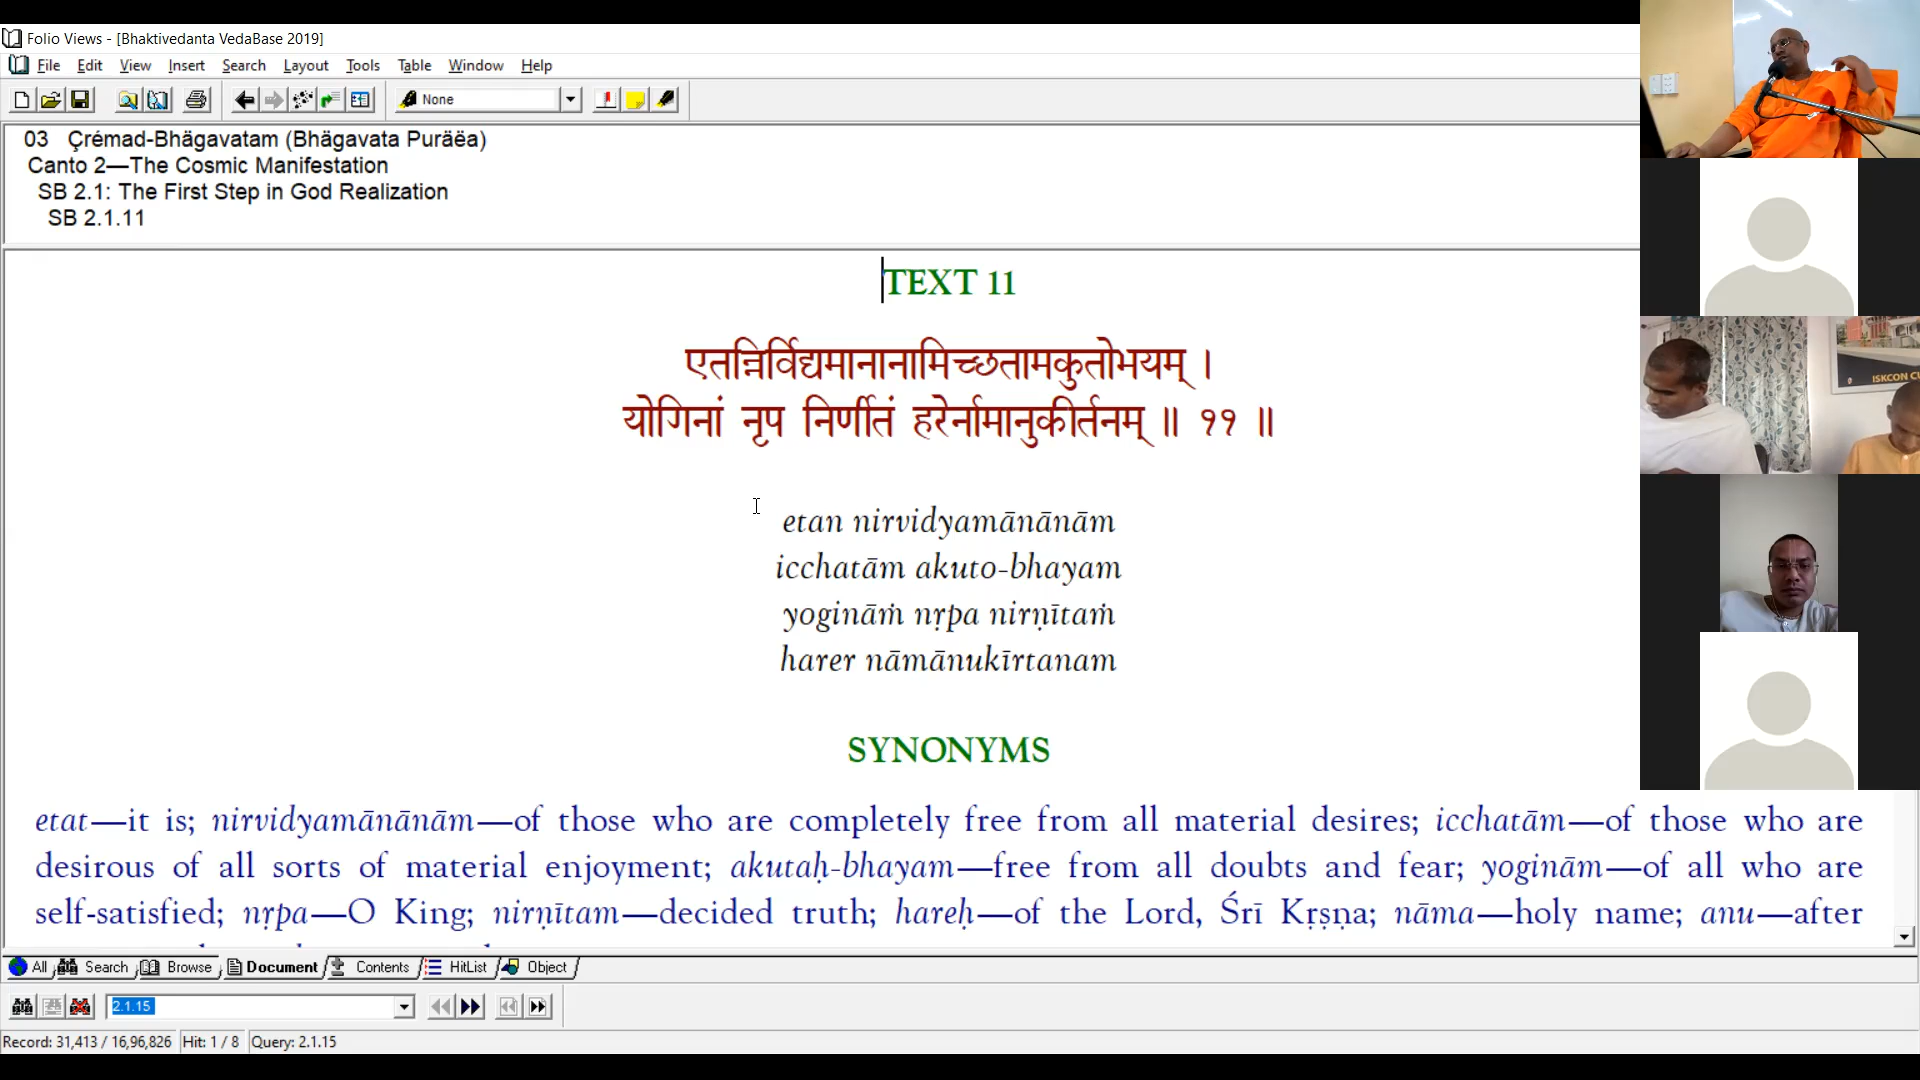 Folio Views - [Bhaktivedanta VedaBase 2019]
File Edit View Insert Search Layout Tools Table Window Help
None
03 Çrémad-Bhägavatam (Bhägavata Puräëa)
Canto 2—The Cosmic Manifestation
SB 2.1: The First Step in God Realization
SB 2.1.11
TEXT 11
एतन्निर्विद्यमानानामिच्छतामकुतोभयम् ।
योगिनां नृप निर्णीतं हरेर्नामानुकीर्तनम् ॥ ११ ॥
etan nirvidyamānānām
icchatām akuto-bhayam
yogināṁ nṛpa nirṇītaṁ
harer nāmānukīrtanam
SYNONYMS
etat—it is; nirvidyamānānām—of those who are completely free from all material desires; icchatām—of those who are
desirous of all sorts of material enjoyment; akutaḥ-bhayam—free from all doubts and fear; yoginām—of all who are
self-satisfied; nṛpa—O King; nirṇītam—decided truth; hareḥ—of the Lord, Śrī Kṛṣṇa; nāma—holy name; anu—after
All Search Browse Document Contents HitList Object
2.1.15
Record: 31,413 / 16,96,826 Hit: 1 / 8 Query: 2.1.15
ISKCON CU